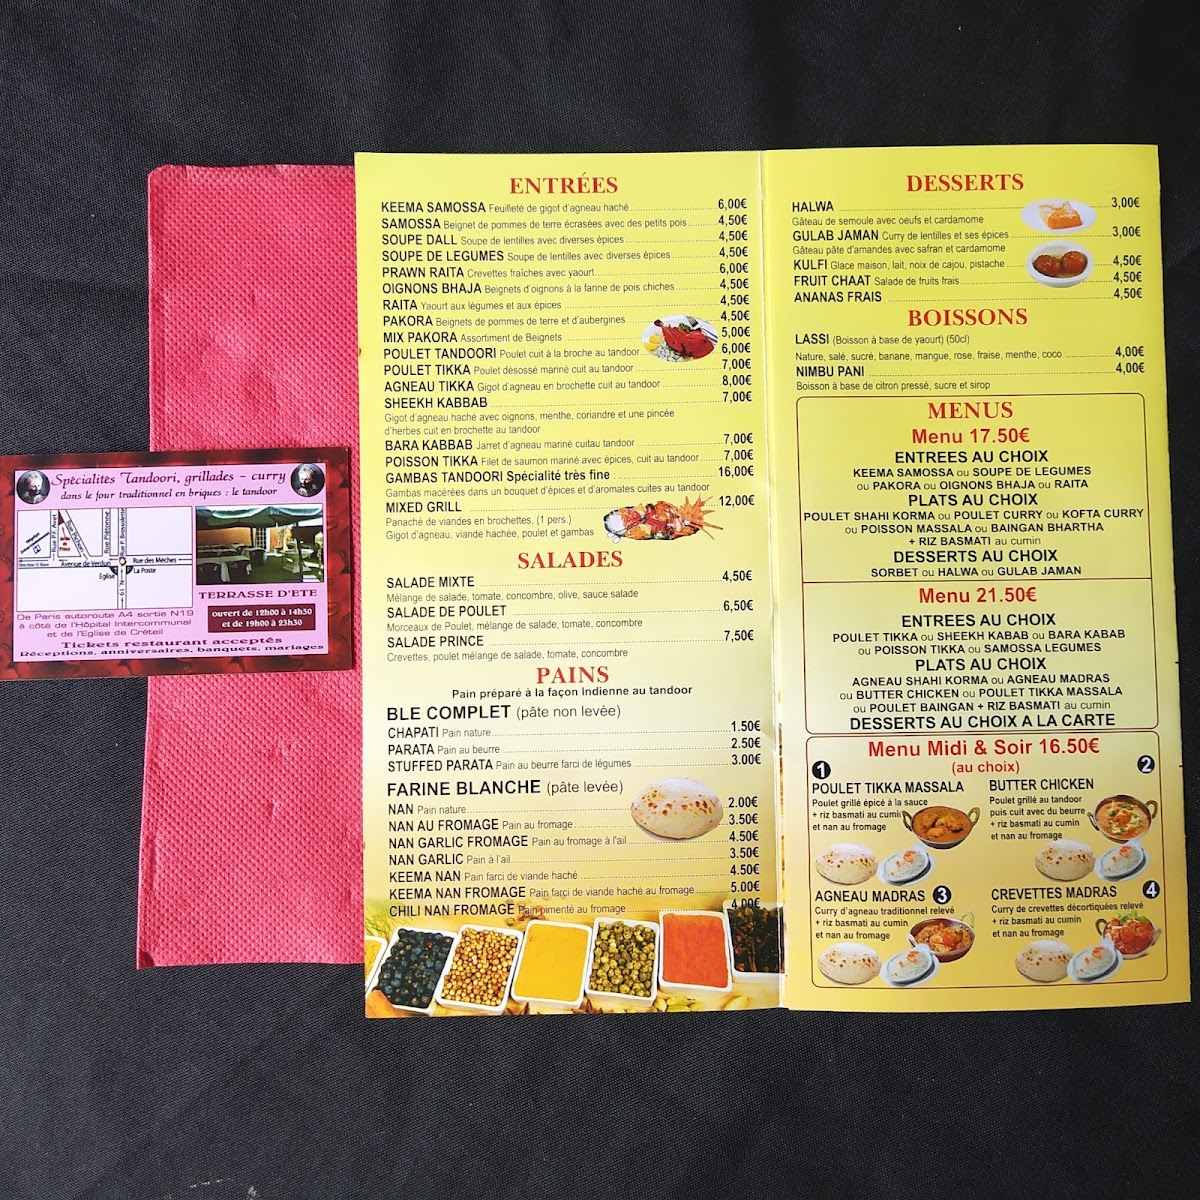 Spécialités Tandoori, grillades - curry
dans le four traditionnel en briques : le tandoor
Rue des Mèches
Avenue de Verdun
Eglise
La Poste
TERRASSE D'ETE
De Paris autoroute A4 sortie N19
à côté de l'Hôpital Intercommunal
et de l'Eglise de Créteil
ouvert de 12h00 à 14h30
et de 19h00 à 23h30
Tickets restaurant acceptés
Réceptions, anniversaires, banquets, mariages
ENTRÉES
KEEMA SAMOSSA Feuilleté de gigot d'agneau haché 6,00€
SAMOSSA Beignet de pommes de terre écrasées avec des petits pois 4,50€
SOUPE DALL Soupe de lentilles avec diverses épices 4,50€
SOUPE DE LEGUMES Soupe de lentilles avec diverses épices 4,50€
PRAWN RAITA Crevettes fraîches avec yaourt 6,00€
OIGNONS BHAJA Beignets d'oignons à la farine de pois chiches 4,50€
RAITA Yaourt aux légumes et aux épices 4,50€
PAKORA Beignets de pommes de terre et d'aubergines 4,50€
MIX PAKORA Assortiment de Beignets 5,00€
POULET TANDOORI Poulet cuit à la broche au tandoor 6,00€
POULET TIKKA Poulet désossé mariné cuit au tandoor 7,00€
AGNEAU TIKKA Gigot d'agneau en brochette cuit au tandoor 8,00€
SHEEKH KABBAB 7,00€
Gigot d'agneau haché avec oignons, menthe, coriandre et une pincée
d'herbes cuit en brochette au tandoor
BARA KABBAB Jarret d'agneau mariné cuitau tandoor 7,00€
POISSON TIKKA Filet de saumon mariné avec épices, cuit au tandoor 7,00€
GAMBAS TANDOORI Spécialité très fine : 16,00€
Gambas macérées dans un bouquet d'épices et d'aromates cuites au tandoor
MIXED GRILL 12,00€
Panaché de viandes en brochettes, (1 pers.)
Gigot d'agneau, viande hachée, poulet et gambas
SALADES
SALADE MIXTE 4,50€
Mélange de salade, tomate, concombre, olive, sauce salade
SALADE DE POULET 6,50€
Morceaux de Poulet, mélange de salade, tomate, concombre
SALADE PRINCE 7,50€
Crevettes, poulet mélange de salade, tomate, concombre
PAINS
Pain préparé à la façon Indienne au tandoor
BLE COMPLET (pâte non levée)
CHAPATI Pain nature 1.50€
PARATA Pain au beurre 2.50€
STUFFED PARATA Pain au beurre farci de légumes 3.00€
FARINE BLANCHE (pâte levée)
NAN Pain nature 2.00€
NAN AU FROMAGE Pain au fromage 3.50€
NAN GARLIC FROMAGE Pain au fromage à l'ail 4.50€
NAN GARLIC Pain à l'ail 3.50€
KEEMA NAN Pain farci de viande haché 4.50€
KEEMA NAN FROMAGE Pain farci de viande haché au fromage 5.00€
CHILI NAN FROMAGE Pain pimenté au fromage 4.00€
DESSERTS
HALWA 3,00€
Gâteau de semoule avec oeufs et cardamome
GULAB JAMAN Curry de lentilles et ses épices 3,00€
Gâteau pâte d'amandes avec safran et cardamome
KULFI Glace maison, lait, noix de cajou, pistache 4,50€
FRUIT CHAAT Salade de fruits frais 4,50€
ANANAS FRAIS 4,50€
BOISSONS
LASSI (Boisson à base de yaourt) (50cl)
Nature, salé, sucré, banane, mangue, rose, fraise, menthe, coco 4,00€
NIMBU PANI 4,00€
Boisson à base de citron pressé, sucre et sirop
MENUS
Menu 17.50€
ENTREES AU CHOIX
KEEMA SAMOSSA ou SOUPE DE LEGUMES
ou PAKORA ou OIGNONS BHAJA ou RAITA
PLATS AU CHOIX
POULET SHAHI KORMA ou POULET CURRY ou KOFTA CURRY
ou POISSON MASSALA ou BAINGAN BHARTHA
+ RIZ BASMATI au cumin
DESSERTS AU CHOIX
SORBET ou HALWA ou GULAB JAMAN
Menu 21.50€
ENTREES AU CHOIX
POULET TIKKA ou SHEEKH KABAB ou BARA KABAB
ou POISSON TIKKA ou SAMOSSA LEGUMES
PLATS AU CHOIX
AGNEAU SHAHI KORMA ou AGNEAU MADRAS
ou BUTTER CHICKEN ou POULET TIKKA MASSALA
ou POULET BAINGAN + RIZ BASMATI au cumin
DESSERTS AU CHOIX A LA CARTE
Menu Midi & Soir 16.50€
(au choix)
1
POULET TIKKA MASSALA
Poulet grillé épicé à la sauce
+ riz basmati au cumin
et nan au fromage
2
BUTTER CHICKEN
Poulet grillé au tandoor
puis cuit avec du beurre
+ riz basmati au cumin
et nan au fromage
AGNEAU MADRAS 3
Curry d'agneau traditionnel relevé
+ riz basmati au cumin
et nan au fromage
CREVETTES MADRAS 4
Curry de crevettes décortiquées relevé
+ riz basmati au cumin
et nan au fromage